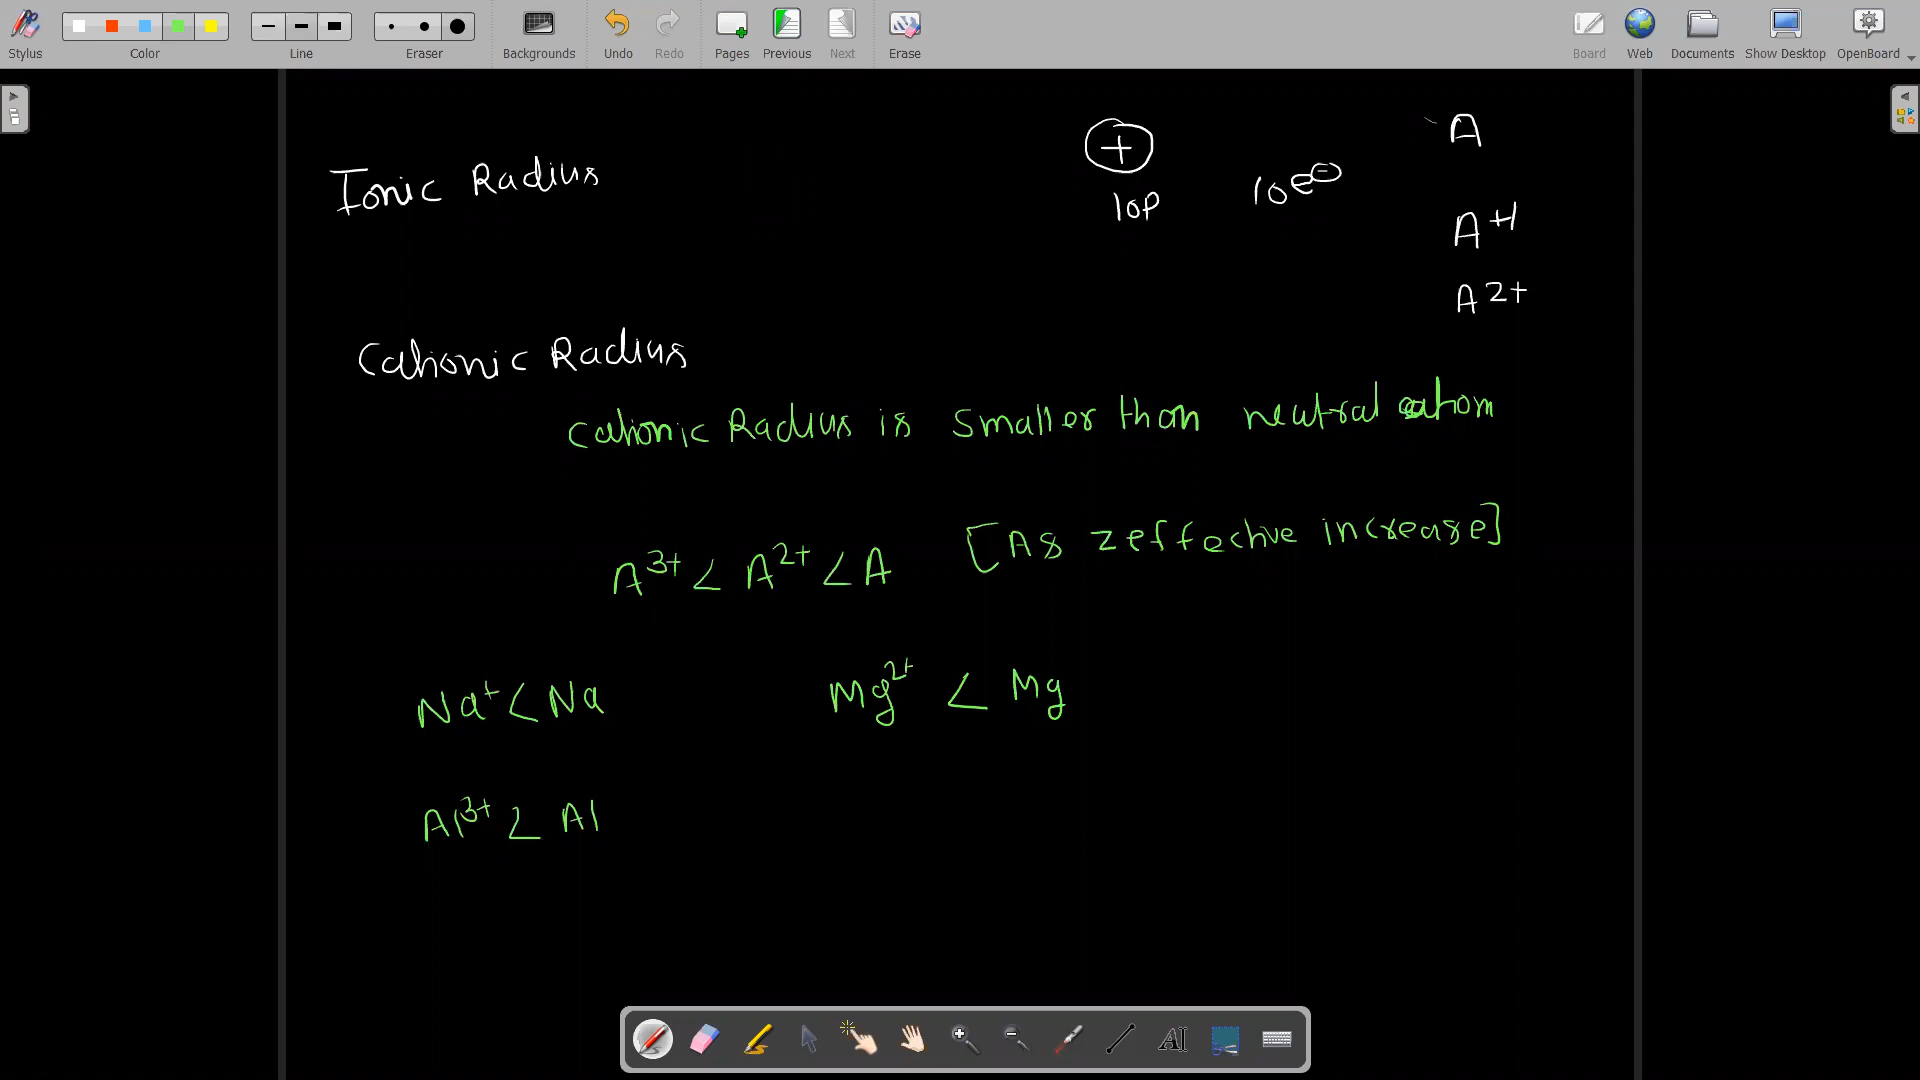 Stylus Color Line Eraser Backgrounds Undo Redo Pages Previous Next Erase Board Web Documents Show Desktop OpenBoard
+ A
Ionic Radius 10p 10e⊖ A+1
A2+
Cationic Radius
Cationic Radius is smaller than neutral atom
A3+ < A2+ < A [As zeffective increase]
Na+ < Na Mg2+ < Mg
Al3+ < Al